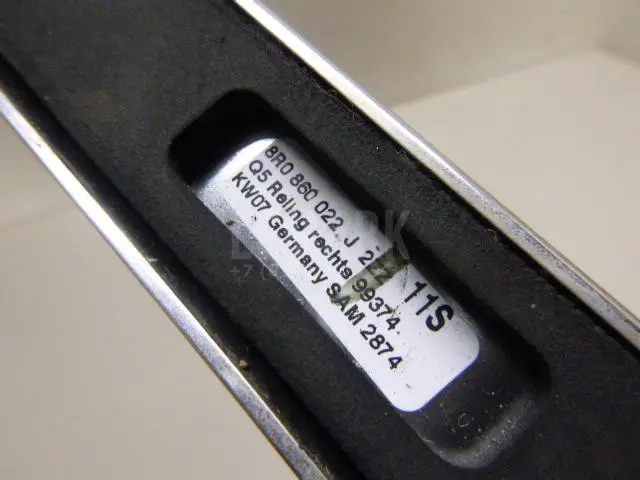 8R0 860 022 J 11S
Q5 Reling rechts 99374
KW07 Germany SAM 2874